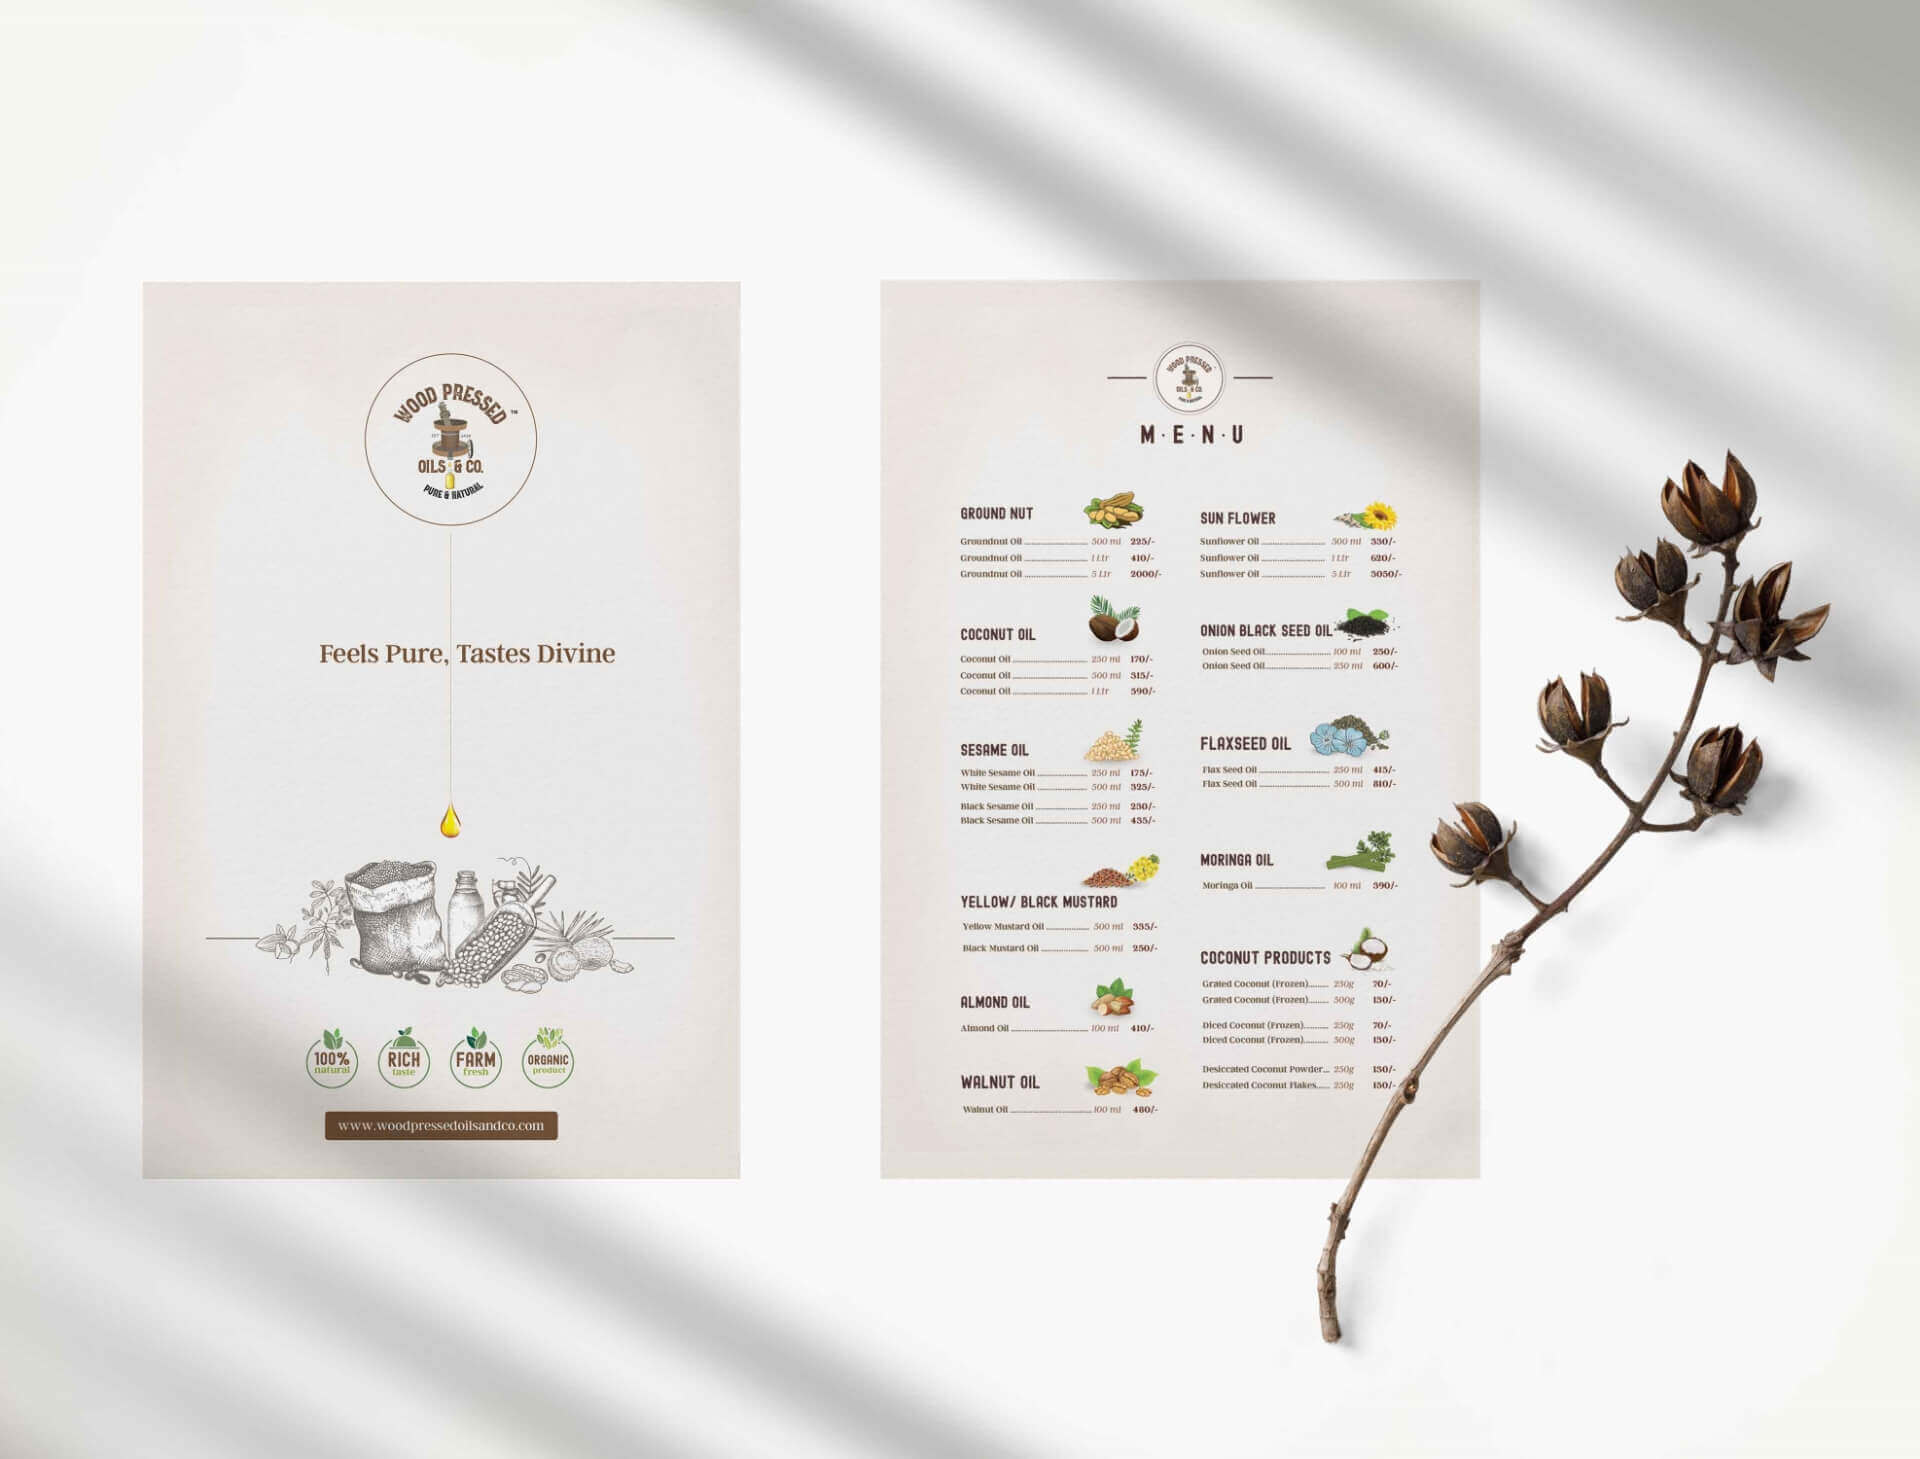 WOOD PRESSED ™
OILS & CO.
PURE & NATURAL
Feels Pure, Tastes Divine
100% natural
RICH taste
FARM fresh
ORGANIC product
www.woodpressedoilsandco.com
WOOD PRESSED
OILS & CO.
PURE & NATURAL
M·E·N·U
GROUND NUT
Groundnut Oil 500 ml 225/-
Groundnut Oil 1 Ltr 410/-
Groundnut Oil 5 Ltr 2000/-
COCONUT OIL
Coconut Oil 250 ml 170/-
Coconut Oil 500 ml 315/-
Coconut Oil 1 Ltr 590/-
SESAME OIL
White Sesame Oil 250 ml 175/-
White Sesame Oil 500 ml 325/-
Black Sesame Oil 250 ml 230/-
Black Sesame Oil 500 ml 435/-
YELLOW/ BLACK MUSTARD
Yellow Mustard Oil 500 ml 335/-
Black Mustard Oil 500 ml 250/-
ALMOND OIL
Almond Oil 100 ml 410/-
WALNUT OIL
Walnut Oil 100 ml 480/-
SUN FLOWER
Sunflower Oil 500 ml 330/-
Sunflower Oil 1 Ltr 620/-
Sunflower Oil 5 Ltr 3050/-
ONION BLACK SEED OIL
Onion Seed Oil 100 ml 250/-
Onion Seed Oil 250 ml 600/-
FLAXSEED OIL
Flax Seed Oil 250 ml 415/-
Flax Seed Oil 500 ml 810/-
MORINGA OIL
Moringa Oil 100 ml 390/-
COCONUT PRODUCTS
Grated Coconut (Frozen) 250g 70/-
Grated Coconut (Frozen) 500g 130/-
Diced Coconut (Frozen) 250g 70/-
Diced Coconut (Frozen) 500g 130/-
Desiccated Coconut Powder... 250g 150/-
Desiccated Coconut Flakes..... 250g 150/-